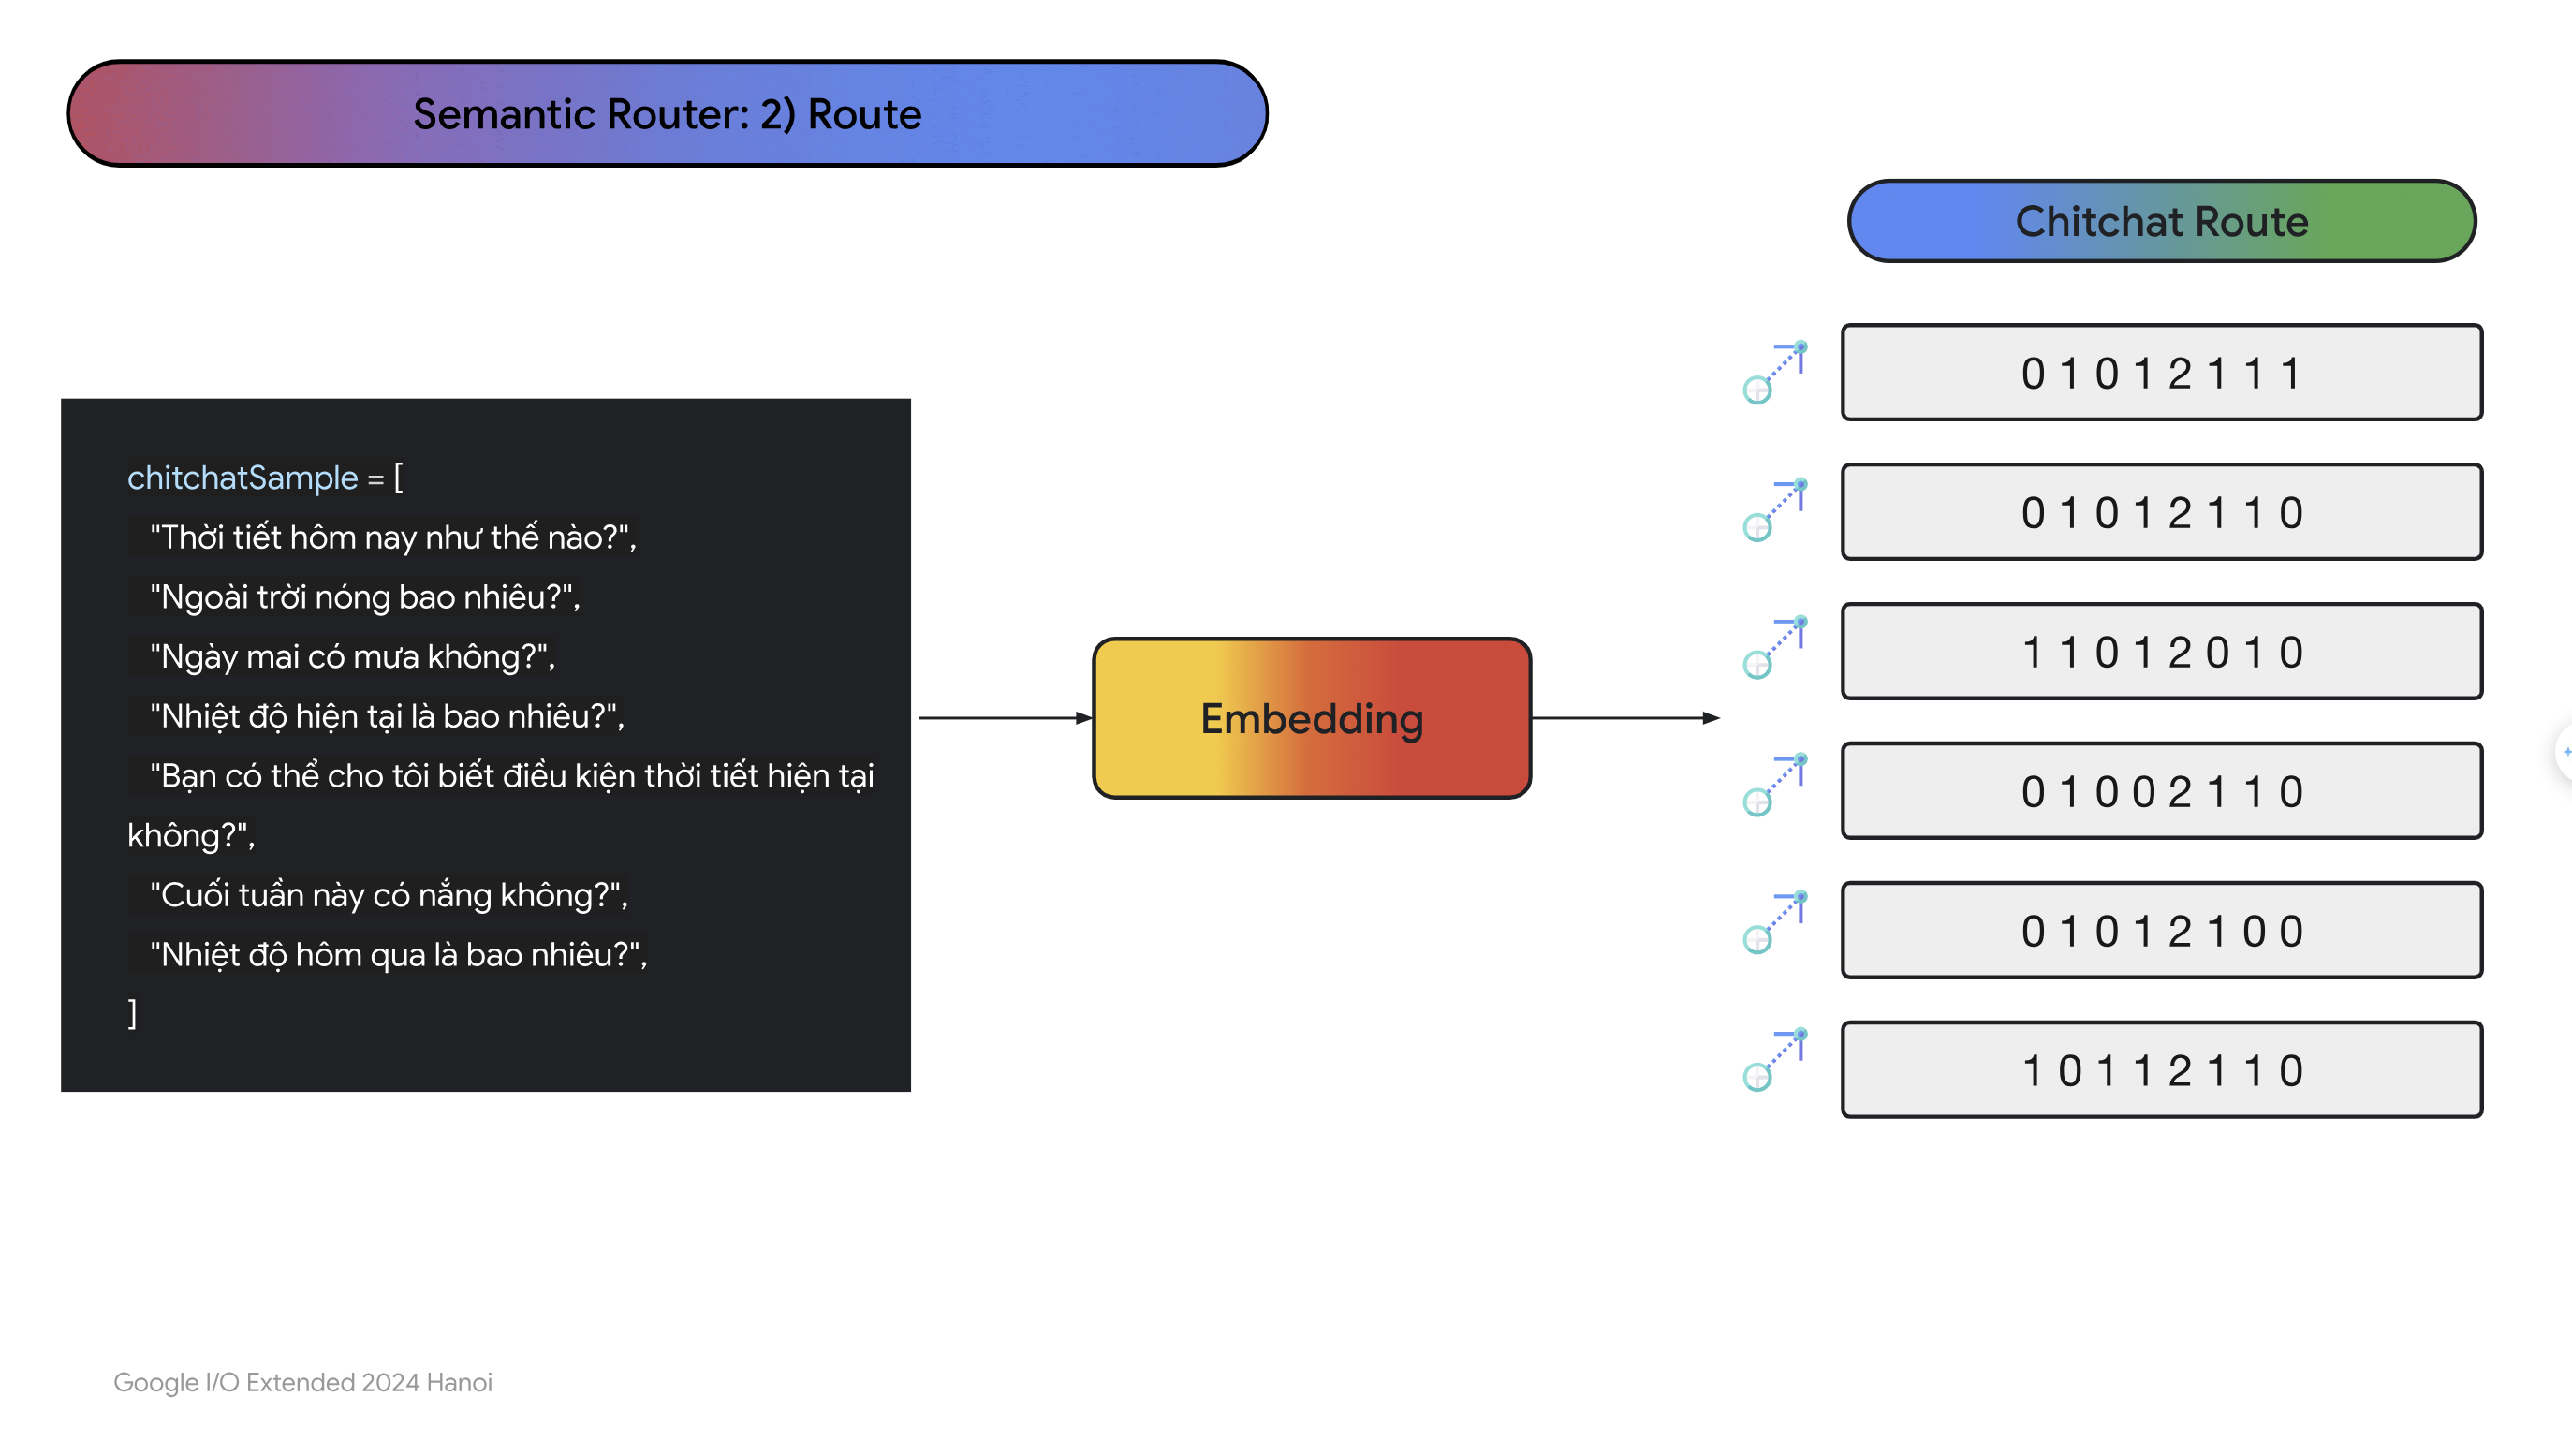 Semantic Router: 2) Route
Chitchat Route
chitchatSample = [
"Thời tiết hôm nay như thế nào?",
"Ngoài trời nóng bao nhiêu?",
"Ngày mai có mưa không?",
"Nhiệt độ hiện tại là bao nhiêu?",
"Bạn có thể cho tôi biết điều kiện thời tiết hiện tại
không?",
"Cuối tuần này có nắng không?",
"Nhiệt độ hôm qua là bao nhiêu?",
]
Embedding
0 1 0 1 2 1 1 1
0 1 0 1 2 1 1 0
1 1 0 1 2 0 1 0
0 1 0 0 2 1 1 0
0 1 0 1 2 1 0 0
1 0 1 1 2 1 1 0
Google I/O Extended 2024 Hanoi